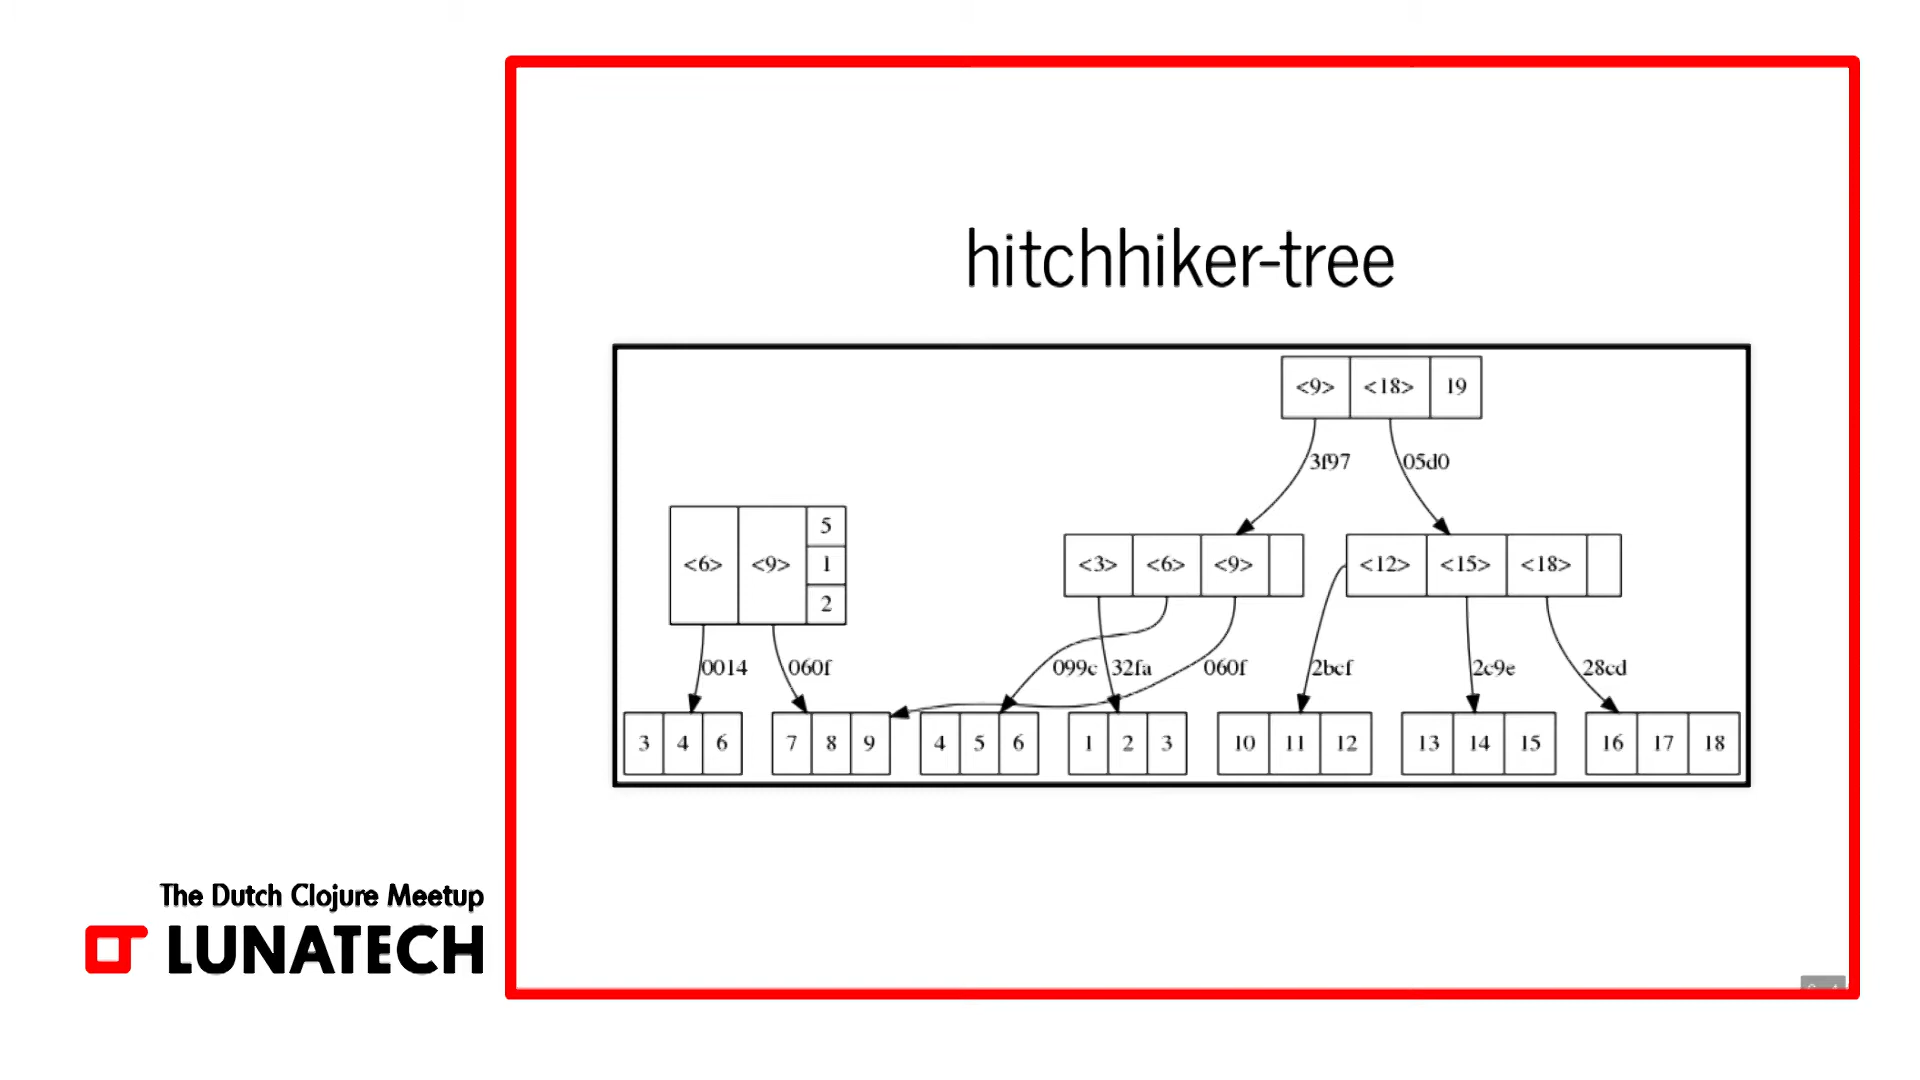 hitchhiker-tree
<9> <18> 19
3f97 05d0
<6> <9> 5 1 2
<3> <6> <9>
<12> <15> <18>
0014 060f 099c 32fa 060f 2bcf 2c9e 28cd
3 4 6
7 8 9
4 5 6
1 2 3
10 11 12
13 14 15
16 17 18
The Dutch Clojure Meetup
LUNATECH